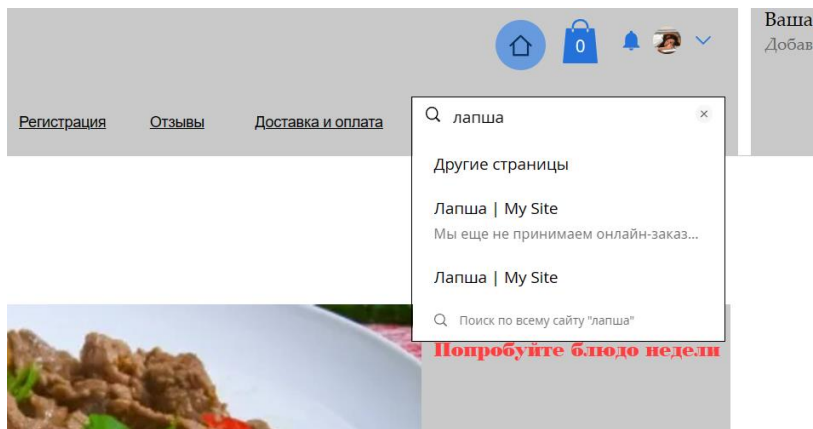 0
Ваша
Добав
Регистрация Отзывы Доставка и оплата
лапша
Другие страницы
Лапша | My Site
Мы еще не принимаем онлайн-заказ...
Лапша | My Site
Поиск по всему сайту "лапша"
Попробуйте блюдо недели